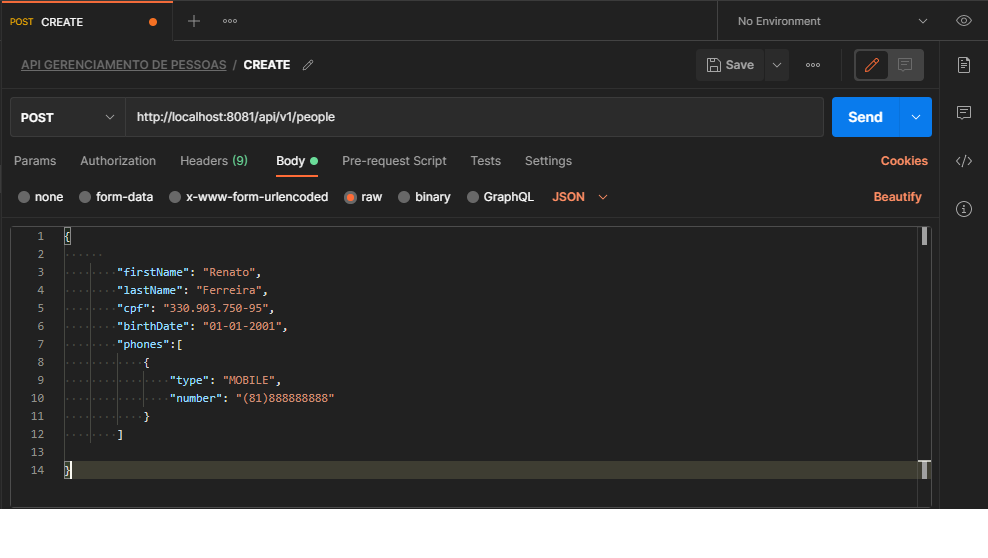 POST CREATE No Environment
API GERENCIAMENTO DE PESSOAS / CREATE Save
POST http://localhost:8081/api/v1/people Send
Params Authorization Headers (9) Body Pre-request Script Tests Settings Cookies
none form-data x-www-form-urlencoded raw binary GraphQL JSON Beautify
1 {
2
3 "firstName": "Renato",
4 "lastName": "Ferreira",
5 "cpf": "330.903.750-95",
6 "birthDate": "01-01-2001",
7 "phones":[
8 {
9 "type": "MOBILE",
10 "number": "(81)888888888"
11 }
12 ]
13
14 }